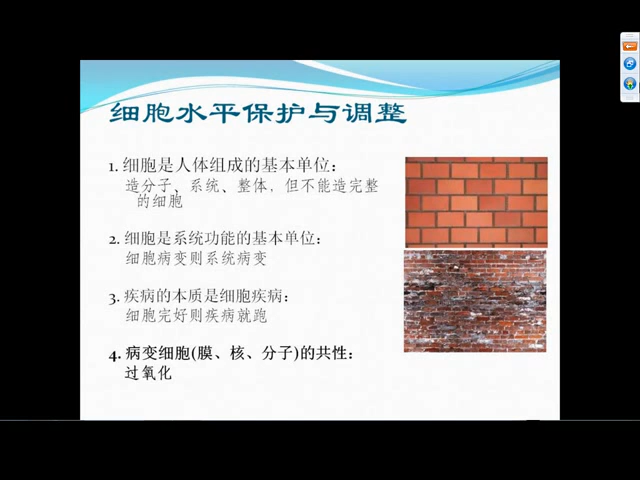 细胞水平保护与调整
1. 细胞是人体组成的基本单位：
造分子、系统、整体，但不能造完整
的细胞
2. 细胞是系统功能的基本单位：
细胞病变则系统病变
3. 疾病的本质是细胞疾病：
细胞完好则疾病就跑
4. 病变细胞(膜、核、分子)的共性：
过氧化